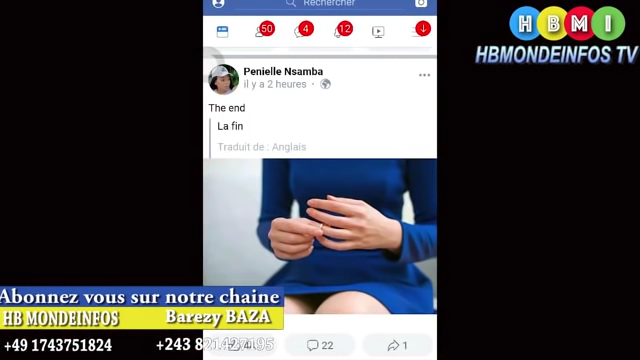 Rechercher
HBMI
50
4
12
HBMONDEINFOS TV
Penielle Nsamba
il y a 2 heures
The end
La fin
Traduit de : Anglais
Abonnez vous sur notre chaine
HB MONDEINFOS Barezy BAZA
+49 1743751824 +243
22
1